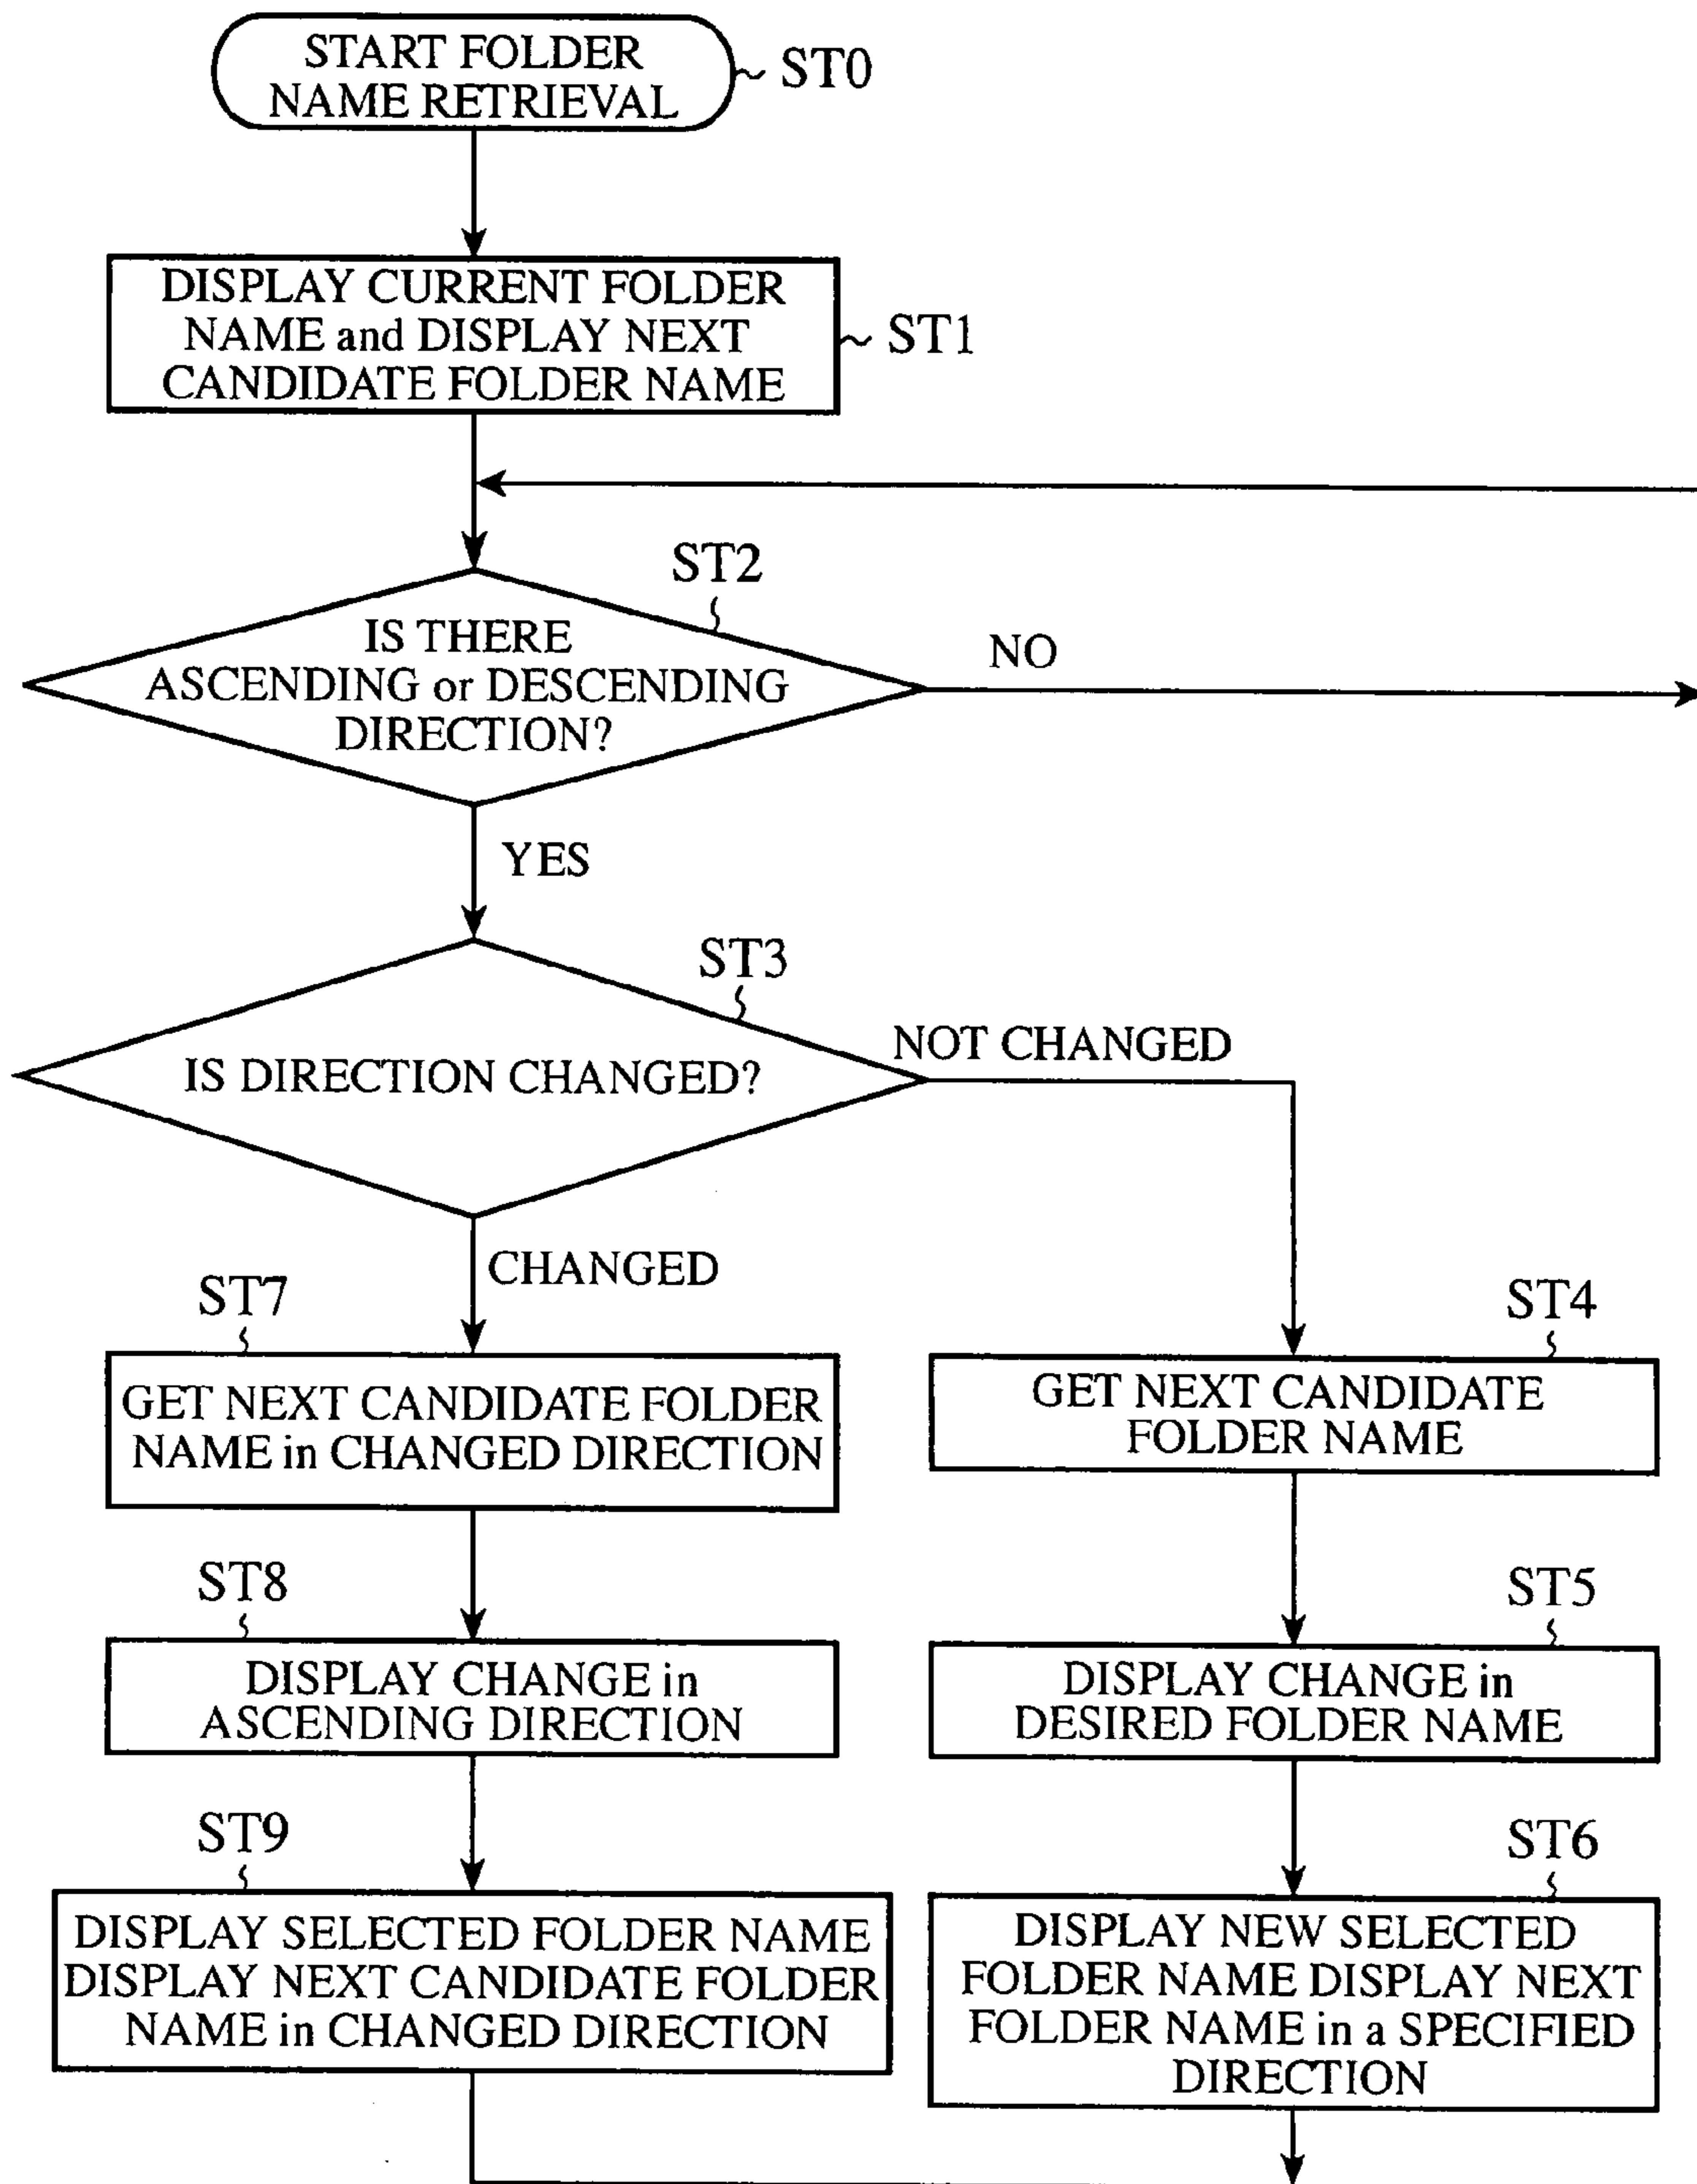 START FOLDER
NAME RETRIEVAL
ST0
DISPLAY CURRENT FOLDER
NAME and DISPLAY NEXT
CANDIDATE FOLDER NAME
ST1
ST2
IS THERE
ASCENDING or DESCENDING
DIRECTION?
NO
YES
ST3
IS DIRECTION CHANGED?
NOT CHANGED
CHANGED
ST7
GET NEXT CANDIDATE FOLDER
NAME in CHANGED DIRECTION
ST4
GET NEXT CANDIDATE
FOLDER NAME
ST8
DISPLAY CHANGE in
ASCENDING DIRECTION
ST5
DISPLAY CHANGE in
DESIRED FOLDER NAME
ST9
DISPLAY SELECTED FOLDER NAME
DISPLAY NEXT CANDIDATE FOLDER
NAME in CHANGED DIRECTION
ST6
DISPLAY NEW SELECTED
FOLDER NAME DISPLAY NEXT
FOLDER NAME in a SPECIFIED
DIRECTION